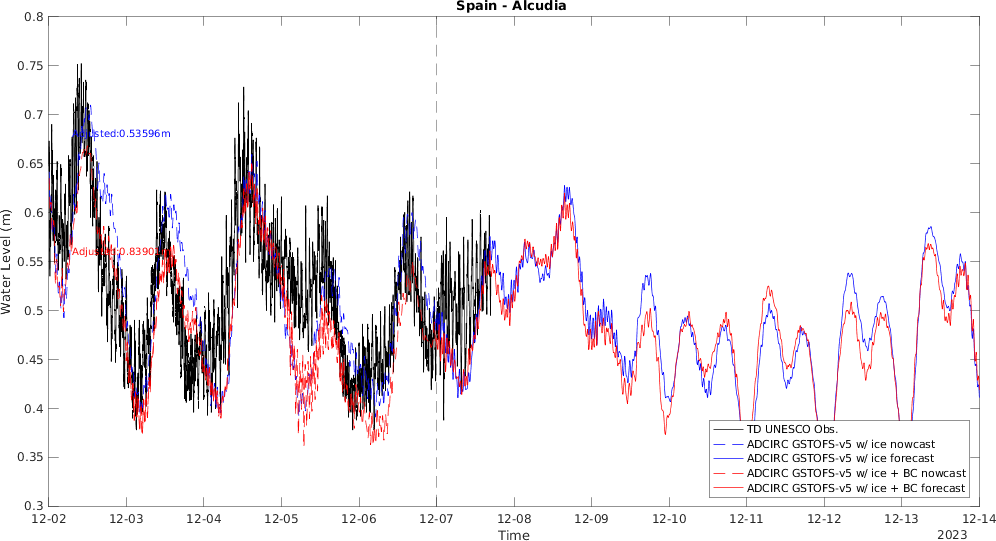 Spain - Alcudia
Water Level (m)
0.8
0.75
0.7
0.65
0.6
0.55
0.5
0.45
0.4
0.35
0.3
Adjusted:0.53596m
TD UNESCO Obs.
ADCIRC GSTOFS-v5 w/ ice nowcast
ADCIRC GSTOFS-v5 w/ ice forecast
ADCIRC GSTOFS-v5 w/ ice + BC nowcast
ADCIRC GSTOFS-v5 w/ ice + BC forecast
12-02 12-03 12-04 12-05 12-06 12-07 12-08 12-09 12-10 12-11 12-12 12-13 12-14
Time
2023